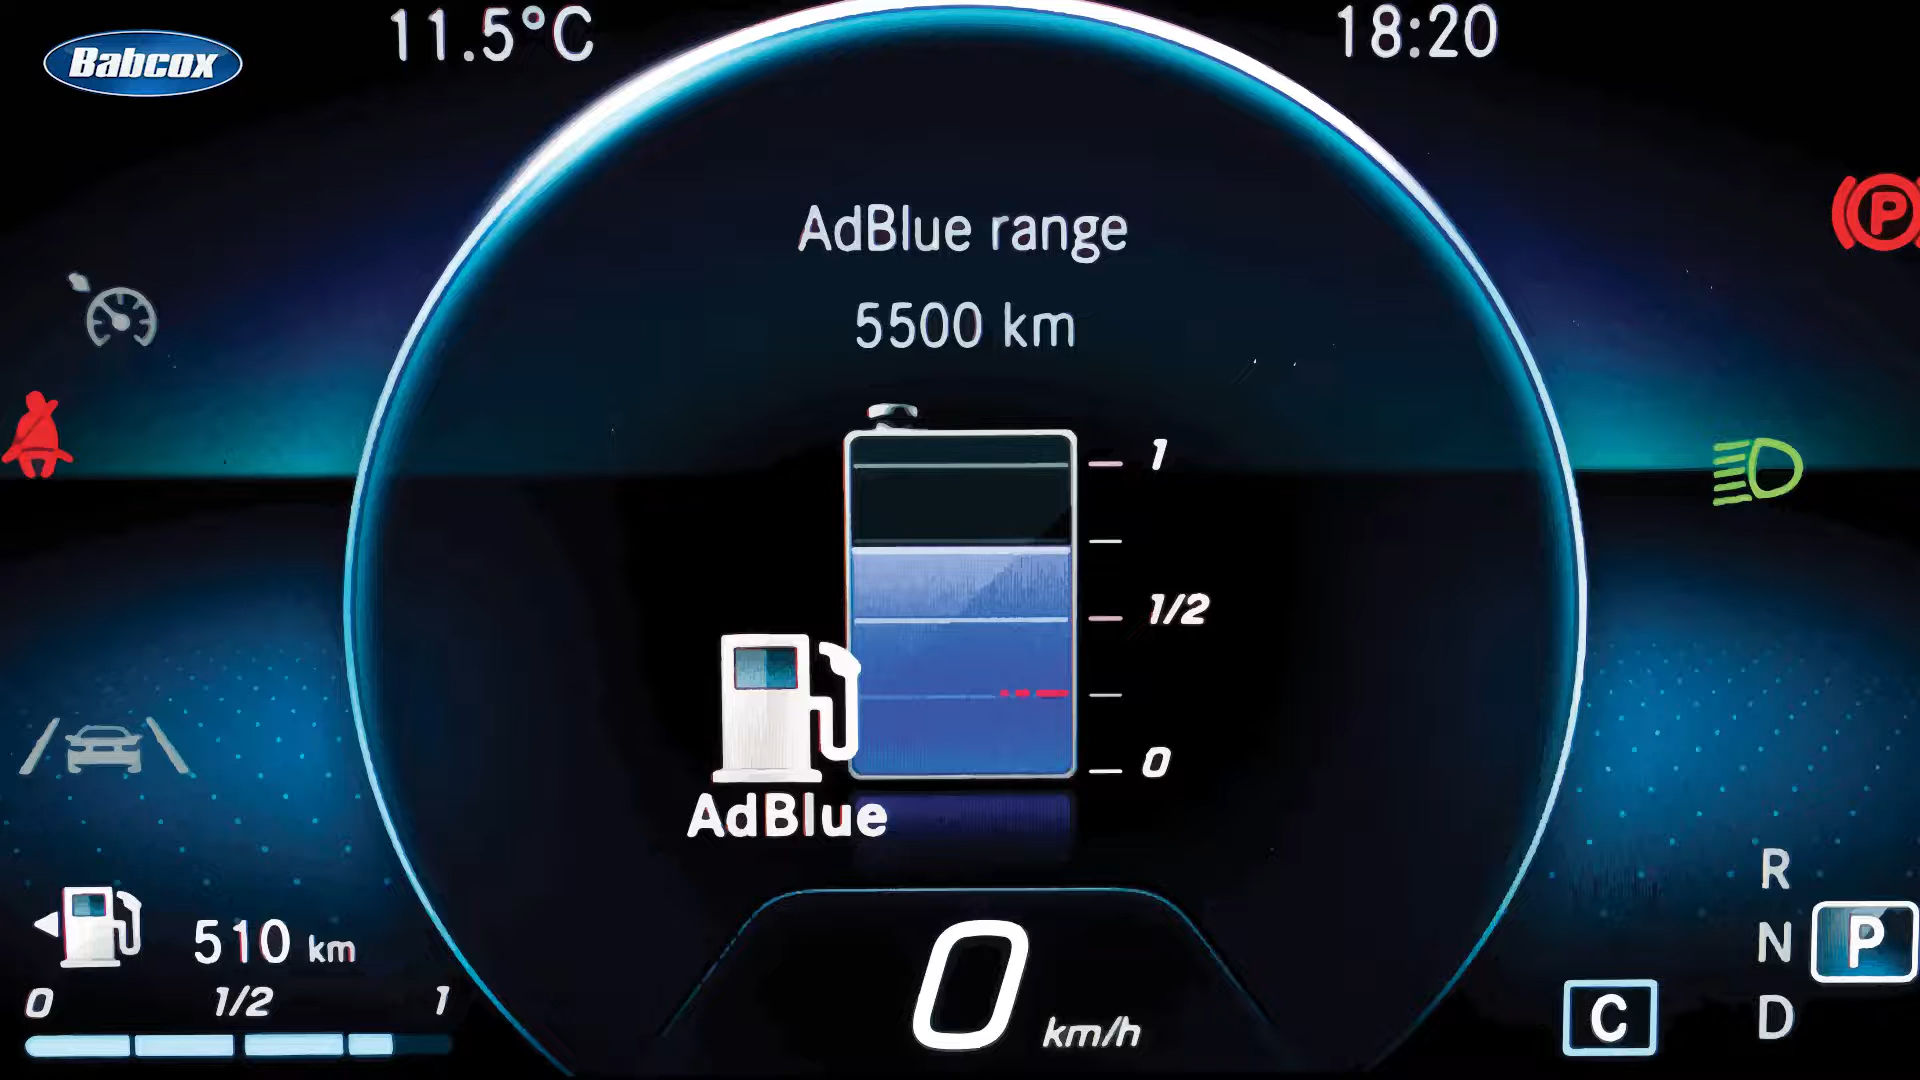 Babcox
11.5°C
18:20
AdBlue range
5500 km
P
1
1/2
0
AdBlue
510 km
0 1/2 1
0 km/h
R
N
P
D
C